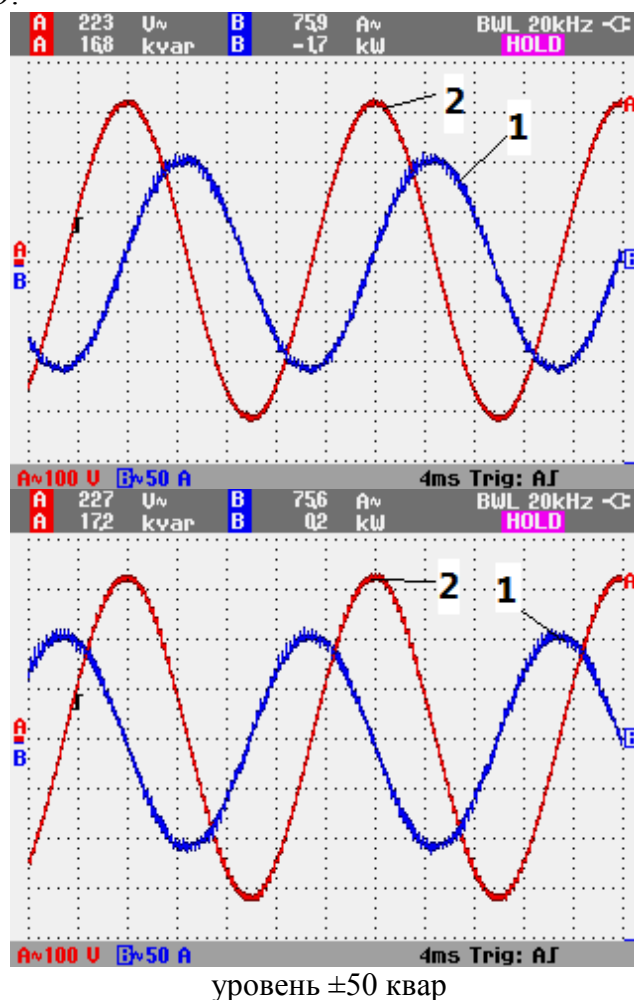 A 223 U~ B 75,9 A~ BWL 20kHz
A 16,8 kvar B -1,7 kW HOLD
2
1
A
A
B
B
A~100 V B~50 A 4ms Trig: A
A 227 U~ B 75,6 A~ BWL 20kHz
A 17,2 kvar B 0,2 kW HOLD
2
1
A
A
B
B
A~100 V B~50 A 4ms Trig: A
уровень ±50 квар